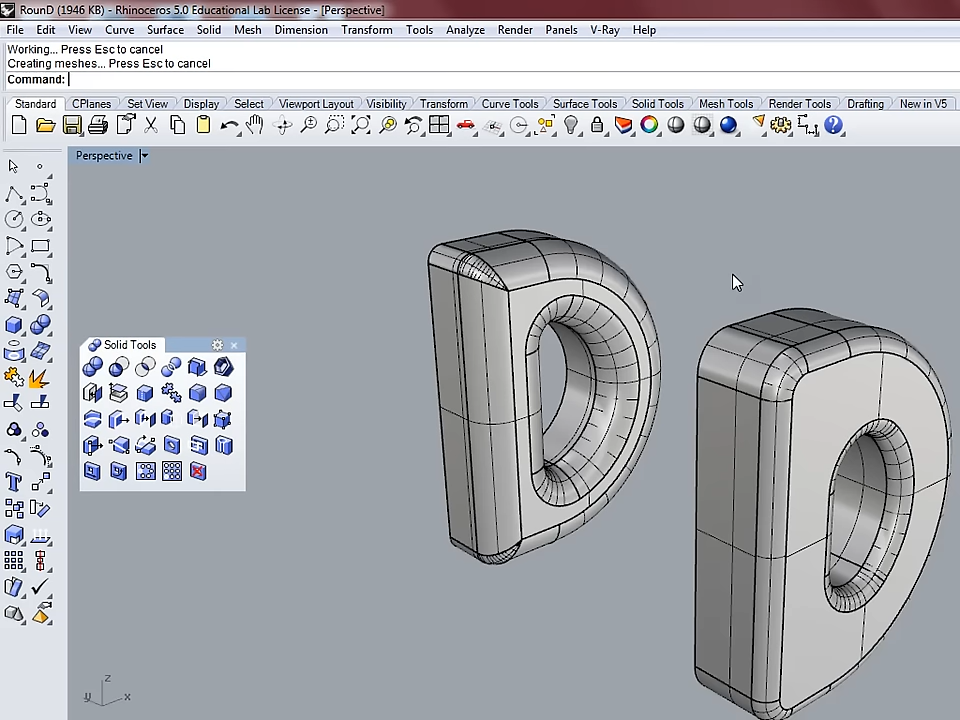 RounD (1946 KB) - Rhinoceros 5.0 Educational Lab License - [Perspective]
File Edit View Curve Surface Solid Mesh Dimension Transform Tools Analyze Render Panels V-Ray Help
Working... Press Esc to cancel
Creating meshes... Press Esc to cancel
Command:
Standard CPlanes Set View Display Select Viewport Layout Visibility Transform Curve Tools Surface Tools Solid Tools Mesh Tools Render Tools Drafting New in V5
Perspective
Solid Tools
z
y x